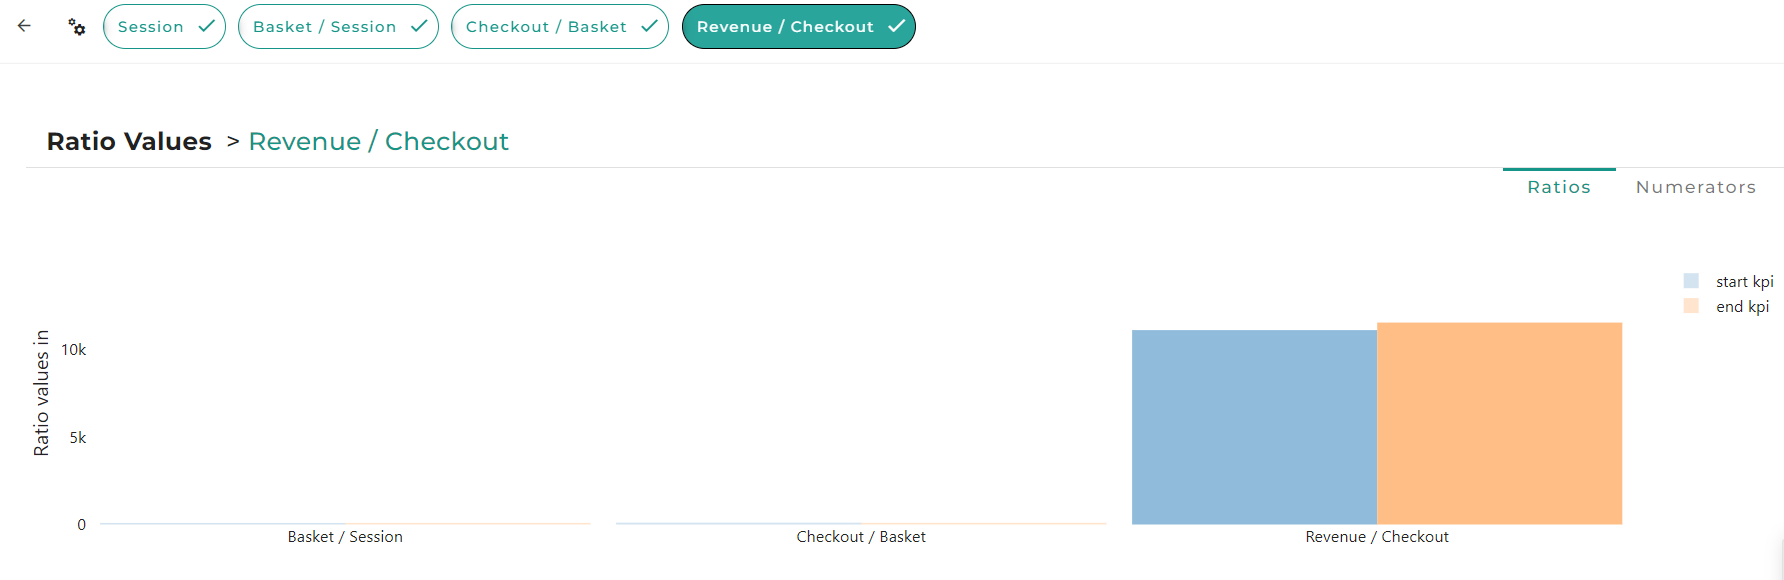 Session
Basket / Session
Checkout / Basket
Revenue / Checkout
Ratio Values > Revenue / Checkout
Ratios
Numerators
start kpi
end kpi
Ratio values in
10k
5k
0
Basket / Session
Checkout / Basket
Revenue / Checkout